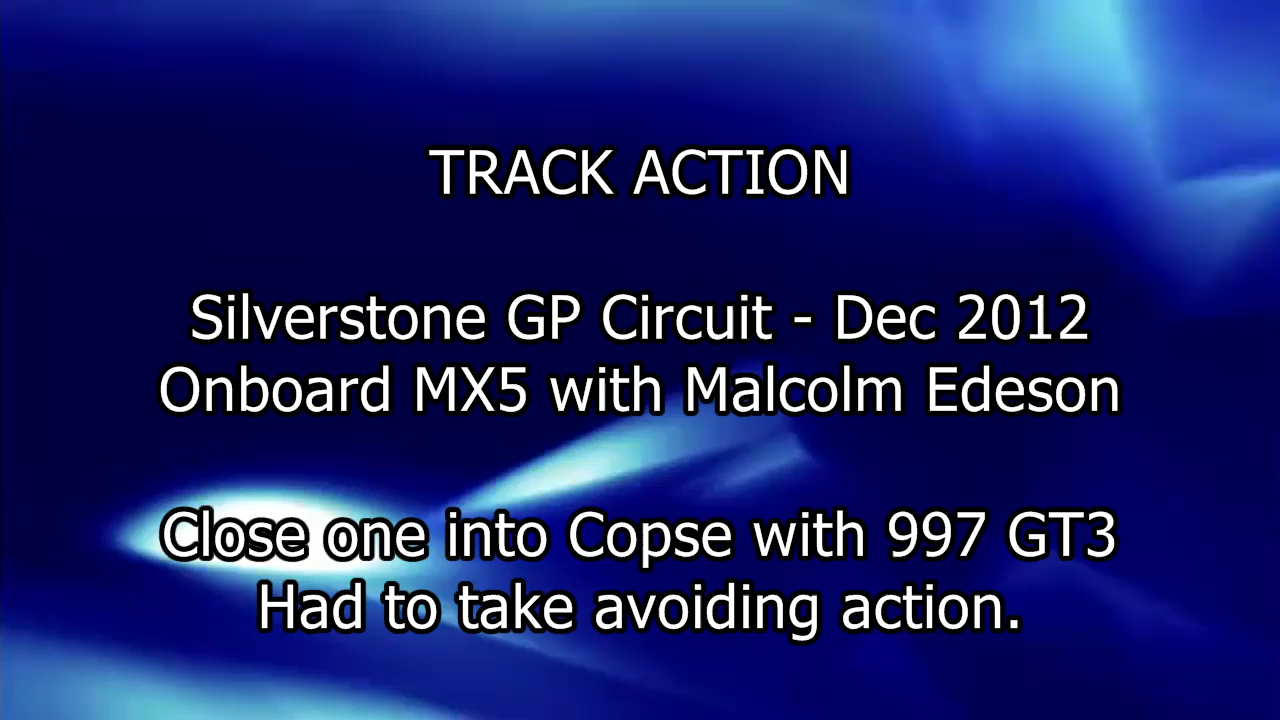 TRACK ACTION
Silverstone GP Circuit - Dec 2012
Onboard MX5 with Malcolm Edeson
Close one into Copse with 997 GT3
Had to take avoiding action.